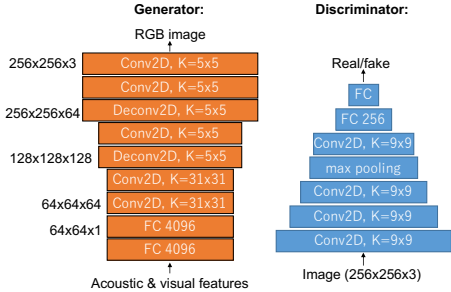 Generator:
RGB image
256x256x3
Conv2D, K=5x5
Conv2D, K=5x5
256x256x64
Deconv2D, K=5x5
Conv2D, K=5x5
128x128x128
Deconv2D, K=5x5
Conv2D, K=31x31
64x64x64
Conv2D, K=31x31
64x64x1
FC 4096
FC 4096
Acoustic & visual features
Discriminator:
Real/fake
FC
FC 256
Conv2D, K=9x9
max pooling
Conv2D, K=9x9
Conv2D, K=9x9
Conv2D, K=9x9
Image (256x256x3)